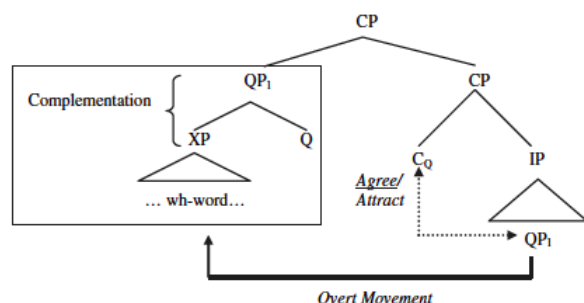 CP
QP1 CP
Complementation
XP Q CQ IP
Agree/
Attract
... wh-word...
QP1
Overt Movement